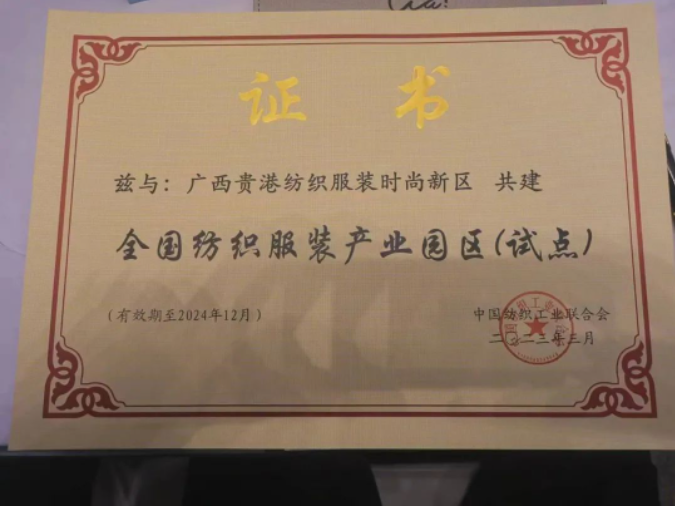 证 书
兹与：广西贵港纺织服装时尚新区 共建
全国纺织服装产业园区(试点)
(有效期至2024年12月)
中国纺织工业联合会
二〇二三年三月